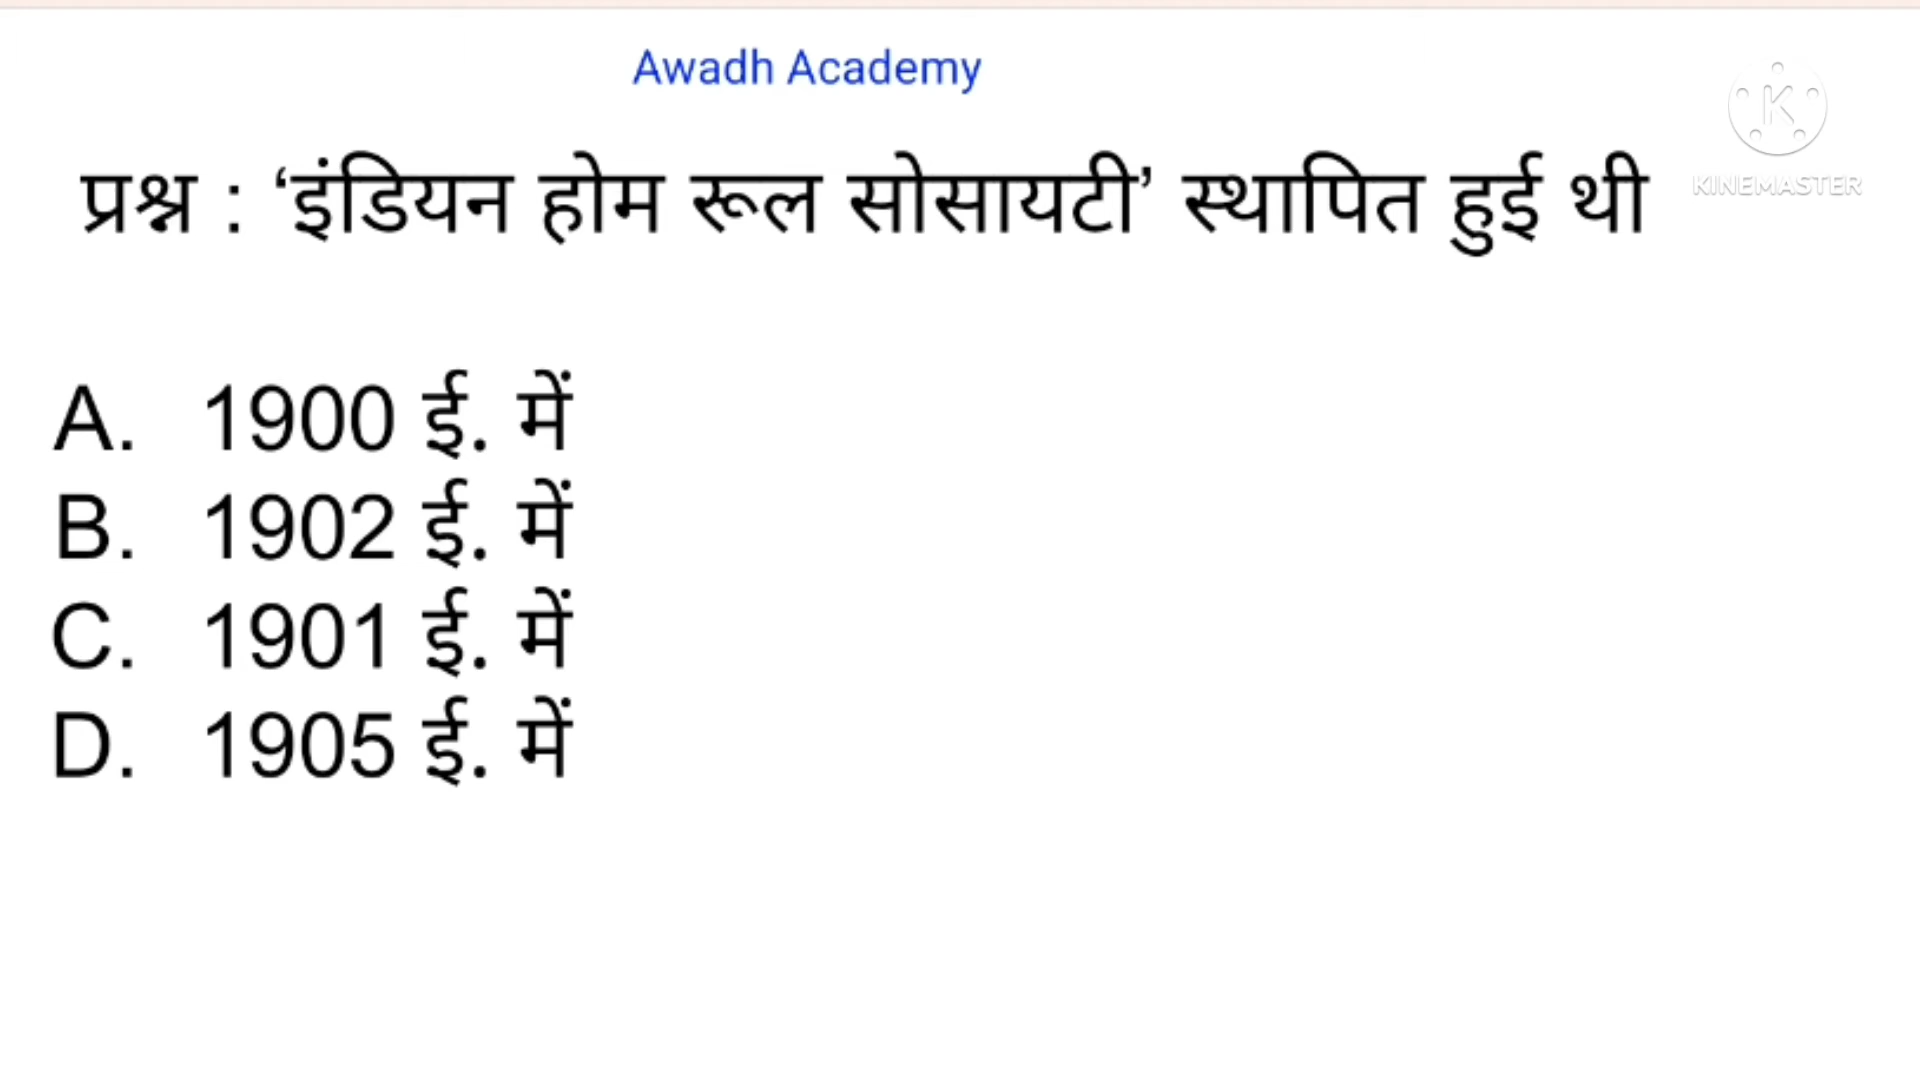 Awadh Academy
K
KINEMASTER
प्रश्न : ‘इंडियन होम रूल सोसायटी’ स्थापित हुई थी
A. 1900 ई. में
B. 1902 ई. में
C. 1901 ई. में
D. 1905 ई. में